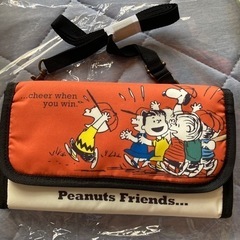 "cheer when
you win."
Peanuts Friends...